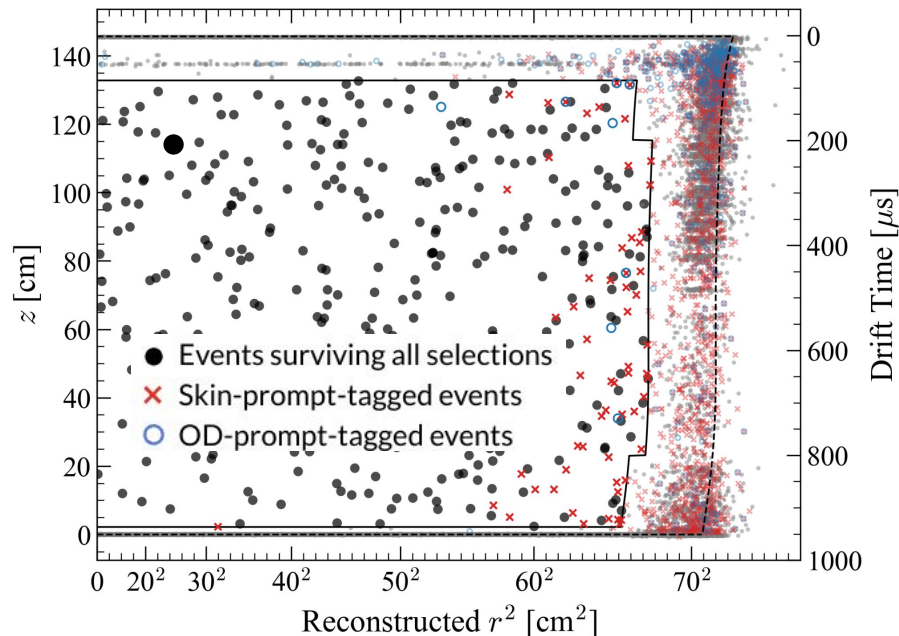 140
120
100
80
60
40
20
0
z [cm]
0
200
400
600
800
1000
Drift Time [μs]
Events surviving all selections
Skin-prompt-tagged events
OD-prompt-tagged events
0 20² 30² 40² 50² 60² 70²
Reconstructed r² [cm²]